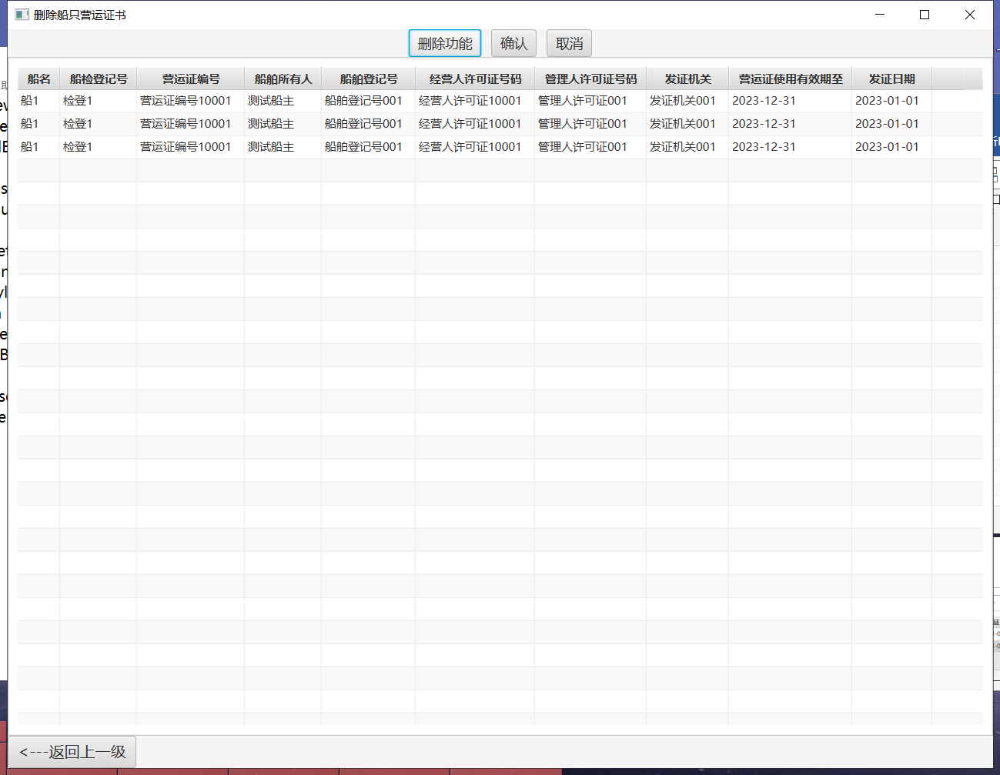 删除船只营运证书
删除功能 确认 取消
船名 船检登记号 营运证编号 船舶所有人 船舶登记号 经营人许可证号码 管理人许可证号码 发证机关 营运证使用有效期至 发证日期
船1 检登1 营运证编号10001 测试船主 船舶登记号001 经营人许可证10001 管理人许可证001 发证机关001 2023-12-31 2023-01-01
船1 检登1 营运证编号10001 测试船主 船舶登记号001 经营人许可证10001 管理人许可证001 发证机关001 2023-12-31 2023-01-01
船1 检登1 营运证编号10001 测试船主 船舶登记号001 经营人许可证10001 管理人许可证001 发证机关001 2023-12-31 2023-01-01
<---返回上一级